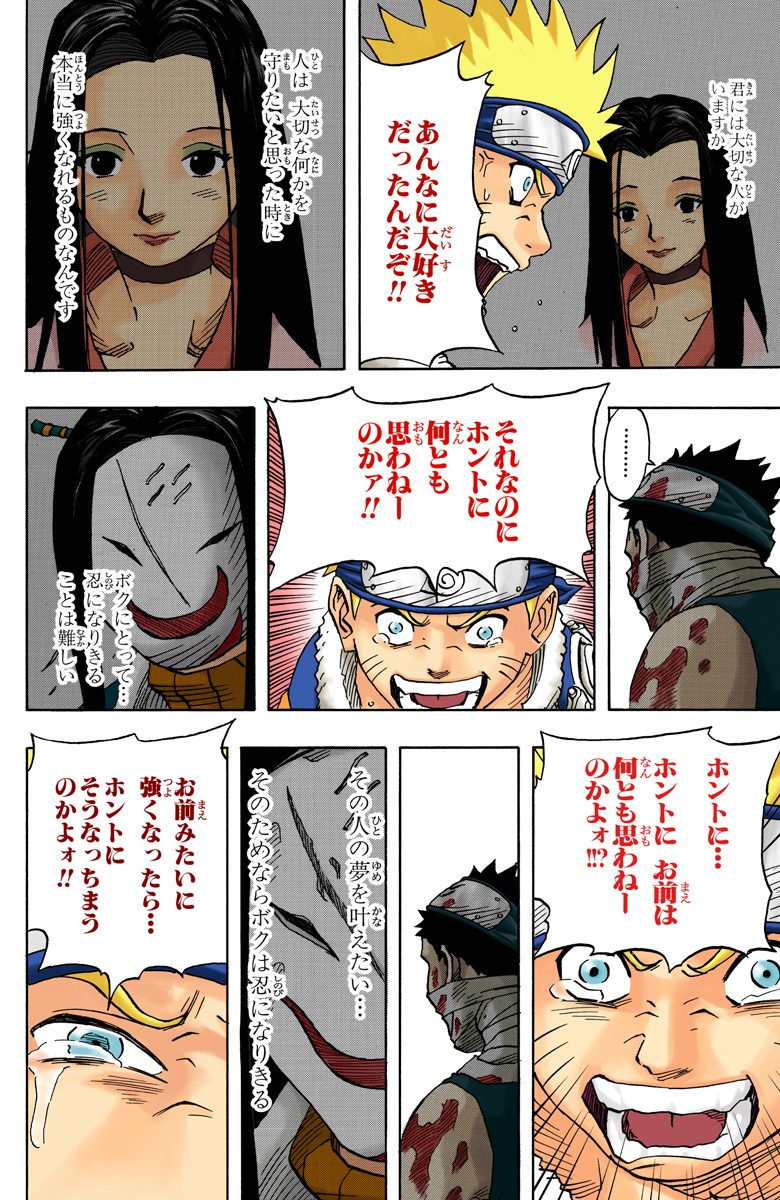 君には大切な人が
いますか
あんなに大好き
だったんだぞ!!
人は 大切な何かを
守りたいと思った時に
本当に強くなれるものなんです
………
それなのに
ホントに
何とも
思わねー
のかァ!!
ボクにとって…
忍になりきる
ことは難しい
ホントに…
ホントに お前は
何とも思わねー
のかよォ!!?
その人の夢を叶えたい…
そのためならボクは忍になりきる
お前みたいに
強くなったら…
ホントに
そうなっちまう
のかよォ!!